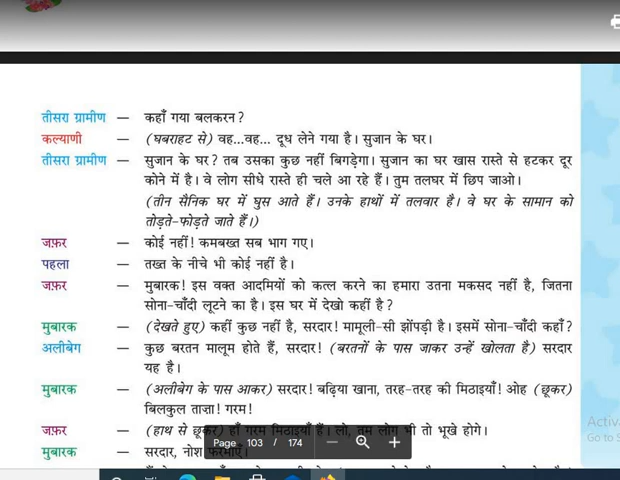 तीसरा ग्रामीण — कहाँ गया बलकरन?
कल्याणी — (घबराहट से) वह...वह... दूध लेने गया है। सुजान के घर।
तीसरा ग्रामीण — सुजान के घर? तब उसका कुछ नहीं बिगड़ेगा। सुजान का घर खास रास्ते से हटकर दूर
कोने में है। वे लोग सीधे रास्ते ही चले आ रहे हैं। तुम तलघर में छिप जाओ।
(तीन सैनिक घर में घुस आते हैं। उनके हाथों में तलवार है। वे घर के सामान को
तोड़ते-फोड़ते जाते हैं।)
जफ़र — कोई नहीं! कमबख्त सब भाग गए।
पहला — तख्त के नीचे भी कोई नहीं है।
जफ़र — मुबारक! इस वक्त आदमियों को कत्ल करने का हमारा उतना मकसद नहीं है, जितना
सोना-चाँदी लूटने का है। इस घर में देखो कहीं है?
मुबारक — (देखते हुए) कहीं कुछ नहीं है, सरदार! मामूली-सी झोंपड़ी है। इसमें सोना-चाँदी कहाँ?
अलीबेग — कुछ बरतन मालूम होते हैं, सरदार! (बरतनों के पास जाकर उन्हें खोलता है) सरदार
यह है।
मुबारक — (अलीबेग के पास आकर) सरदार! बढ़िया खाना, तरह-तरह की मिठाइयाँ! ओह (छूकर)
बिलकुल ताज़ा! गरम!
जफ़र — (हाथ से छूकर) हाँ गरम मिठाइयाँ हैं। लो, तुम लोग भी तो भूखे होगे।
मुबारक — सरदार, नोश फरमाएँ।
Page 103 / 174
Activ
Go to S